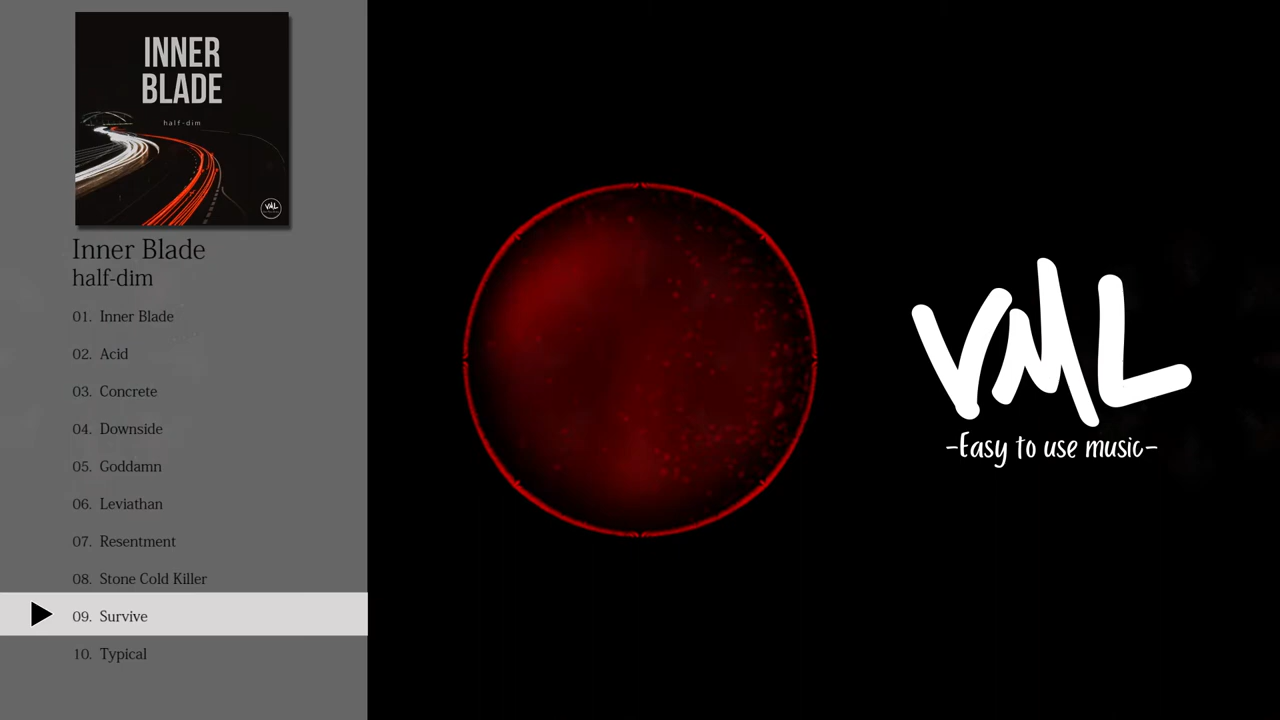 INNER
BLADE
half-dim
VML
Inner Blade
half-dim
01. Inner Blade
02. Acid
03. Concrete
04. Downside
05. Goddamn
06. Leviathan
07. Resentment
08. Stone Cold Killer
09. Survive
10. Typical
VML
-Easy to use music-